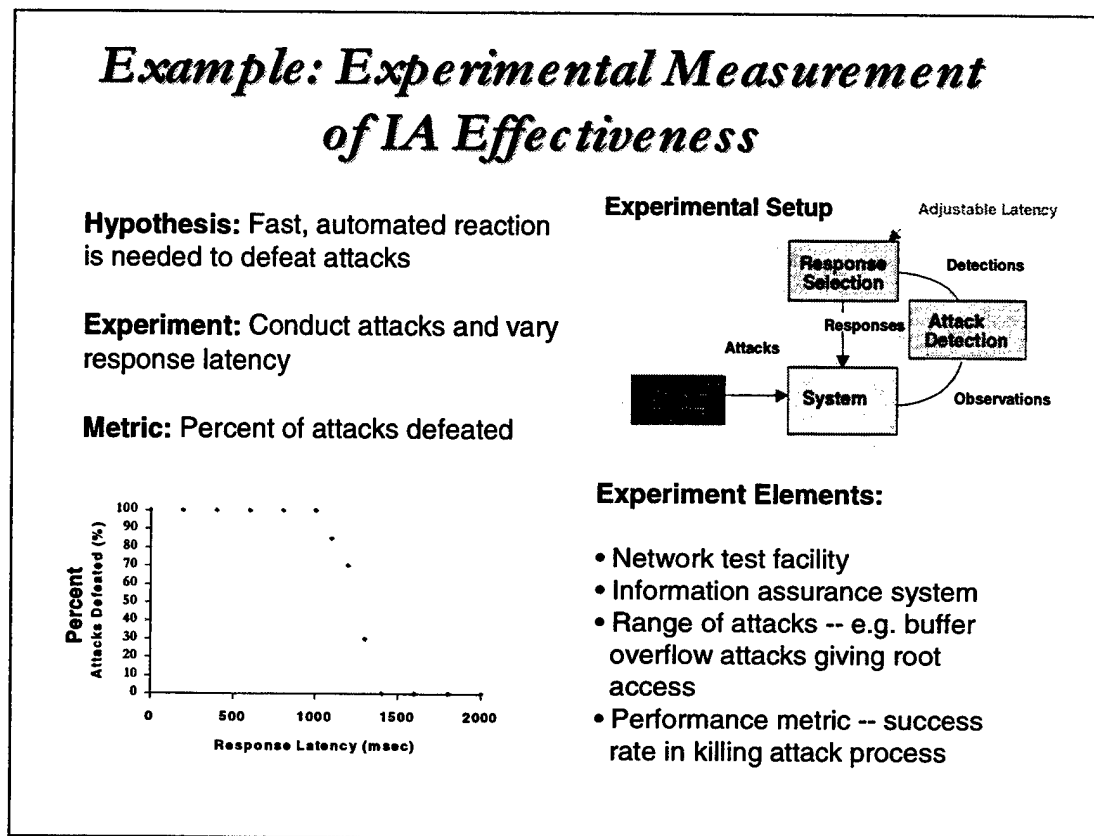 Example: Experimental Measurement
of IA Effectiveness
Hypothesis: Fast, automated reaction
is needed to defeat attacks
Experiment: Conduct attacks and vary
response latency
Metric: Percent of attacks defeated
Percent
Attacks Defeated (%)
100
90
80
70
60
50
40
30
20
10
0
0 500 1000 1500 2000
Response Latency (msec)
Experimental Setup
Adjustable Latency
Response
Selection
Detections
Responses
Attack
Detection
Attacks
System
Observations
Experiment Elements:
• Network test facility
• Information assurance system
• Range of attacks -- e.g. buffer
overflow attacks giving root
access
• Performance metric -- success
rate in killing attack process